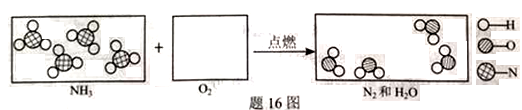 点燃
+
—H
—O
—N
NH₃
O₂
N₂和H₂O
题16图